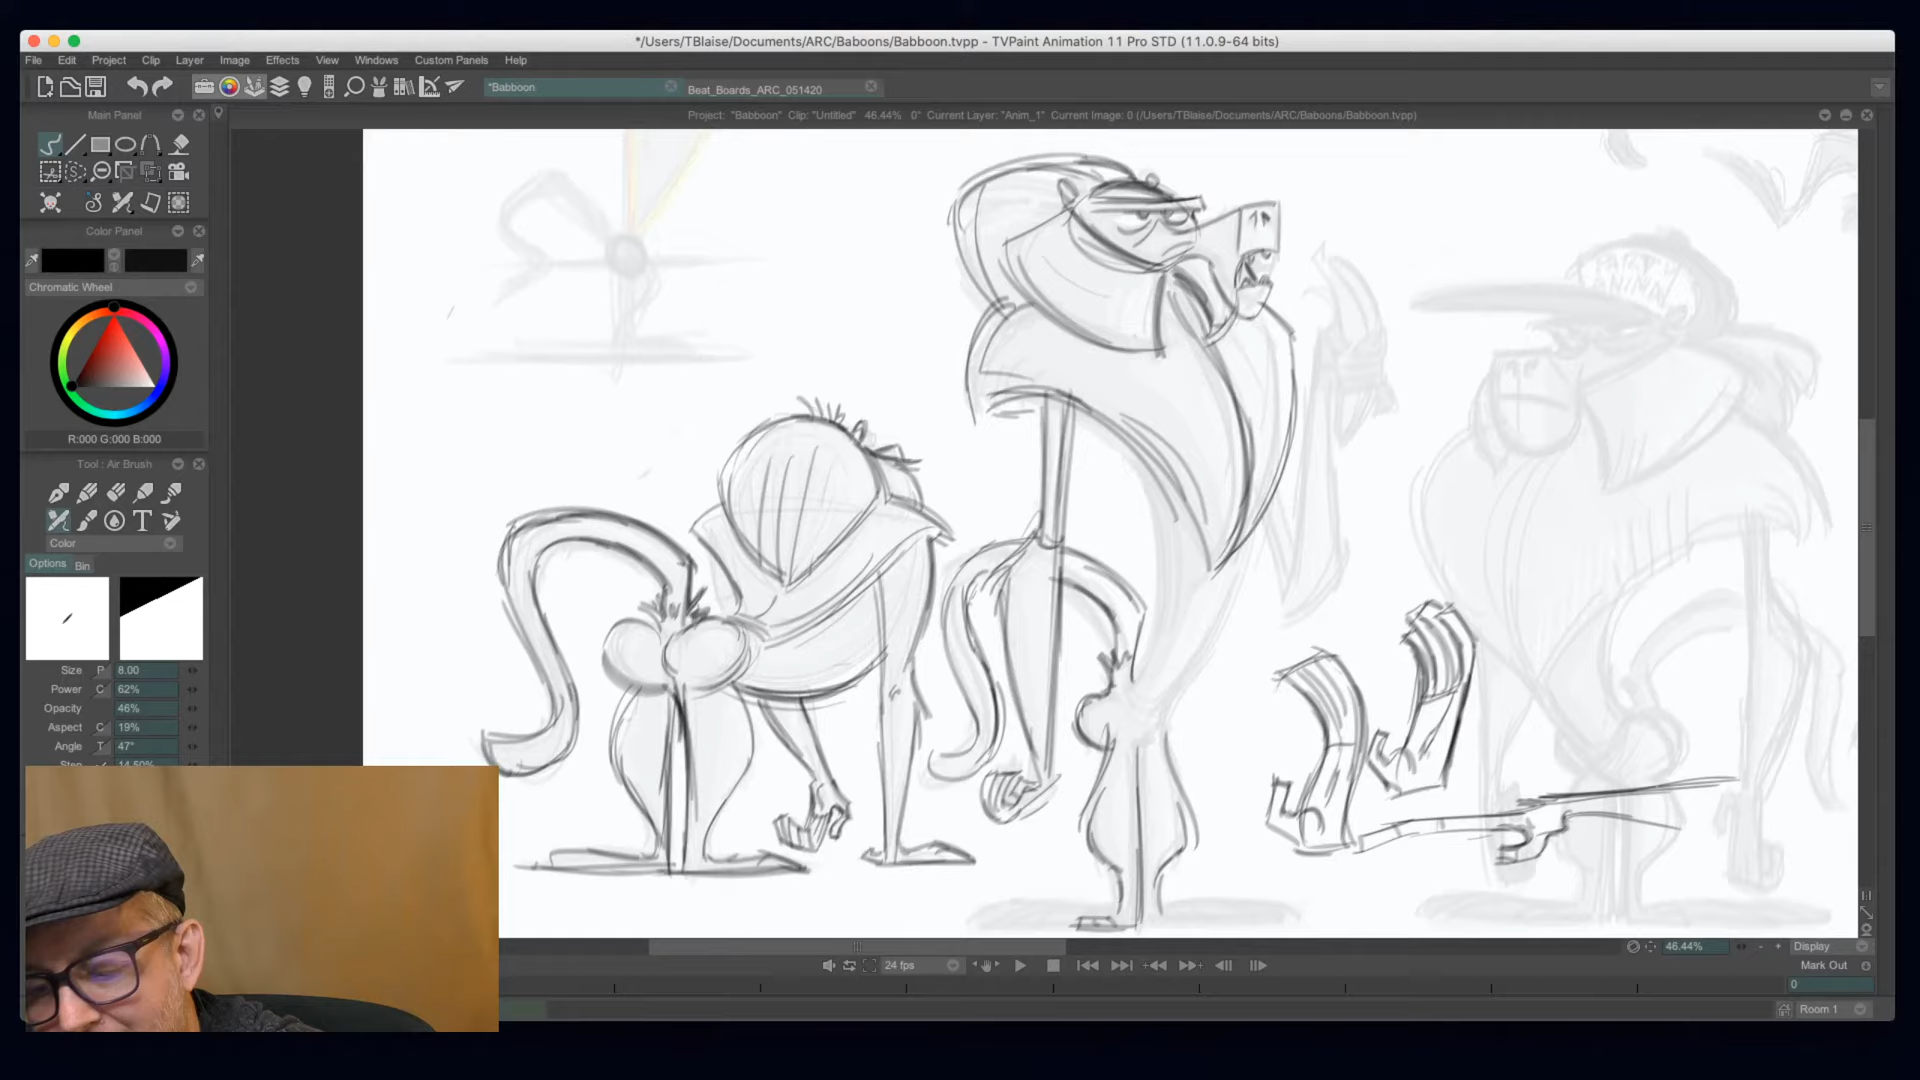 */Users/TBlaise/Documents/ARC/Baboons/Babboon.tvpp - TVPaint Animation 11 Pro STD (11.0.9-64 bits)
File Edit Project Clip Layer Image Effects View Windows Custom Panels Help
*Babboon Beat_Boards_ARC_051420
Main Panel
Project: "Babboon" Clip: "Untitled" 46.44% 0° Current Layer: "Anim_1" Current Image: 0 (/Users/TBlaise/Documents/ARC/Baboons/Babboon.tvpp)
Color Panel
Chromatic Wheel
R:000 G:000 B:000
Tool : Air Brush
T
Color
Options Bin
Size P 8.00
Power C 62%
Opacity 46%
Aspect C 19%
Angle T 47°
Step 14.50%
46.44% - + Display
24 fps
Mark Out
0
Room 1